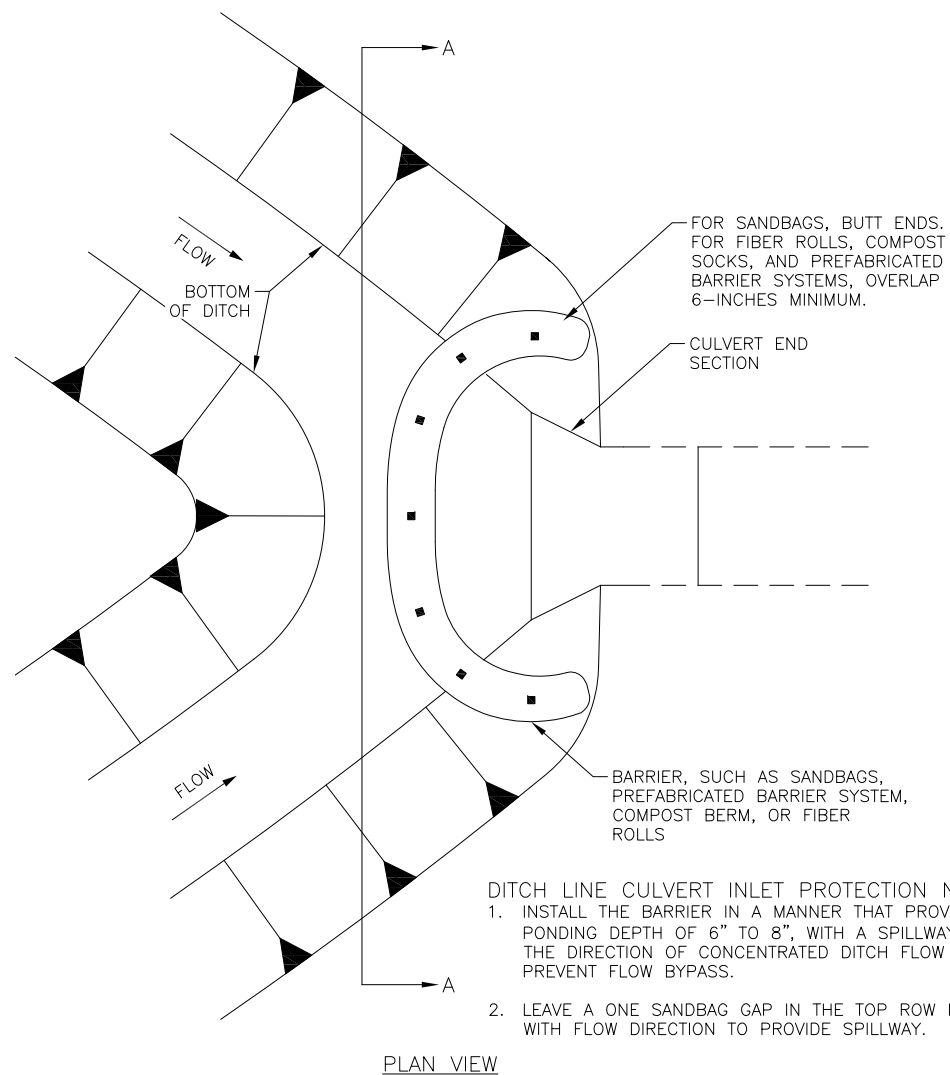 A
FOR SANDBAGS, BUTT ENDS.
FOR FIBER ROLLS, COMPOST
SOCKS, AND PREFABRICATED
BARRIER SYSTEMS, OVERLAP
6-INCHES MINIMUM.
FLOW
BOTTOM
OF DITCH
CULVERT END
SECTION
FLOW
BARRIER, SUCH AS SANDBAGS,
PREFABRICATED BARRIER SYSTEM,
COMPOST BERM, OR FIBER
ROLLS
DITCH LINE CULVERT INLET PROTECTION
1. INSTALL THE BARRIER IN A MANNER THAT
PONDING DEPTH OF 6" TO 8", WITH A
THE DIRECTION OF CONCENTRATED DITCH FLOW
PREVENT FLOW BYPASS.
A
2. LEAVE A ONE SANDBAG GAP IN THE TOP ROW
WITH FLOW DIRECTION TO PROVIDE SPILLWAY.
PLAN VIEW